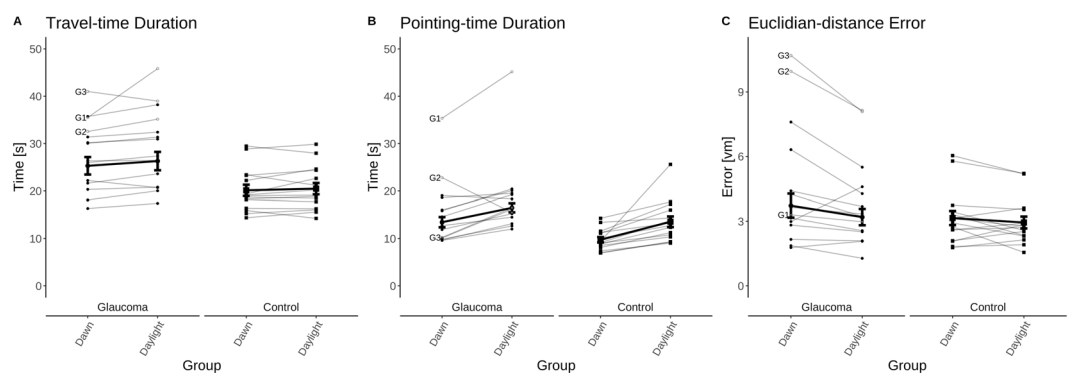 A Travel-time Duration
Time [s]
50
40
30
20
10
0
G3
G1
G2
Glaucoma
Control
Dawn
Daylight
Dawn
Daylight
Group
B Pointing-time Duration
Time [s]
50
40
30
20
10
0
G1
G2
G3
Glaucoma
Control
Dawn
Daylight
Dawn
Daylight
Group
C Euclidian-distance Error
Error [vm]
9
6
3
0
G3
G2
G1
Glaucoma
Control
Dawn
Daylight
Dawn
Daylight
Group